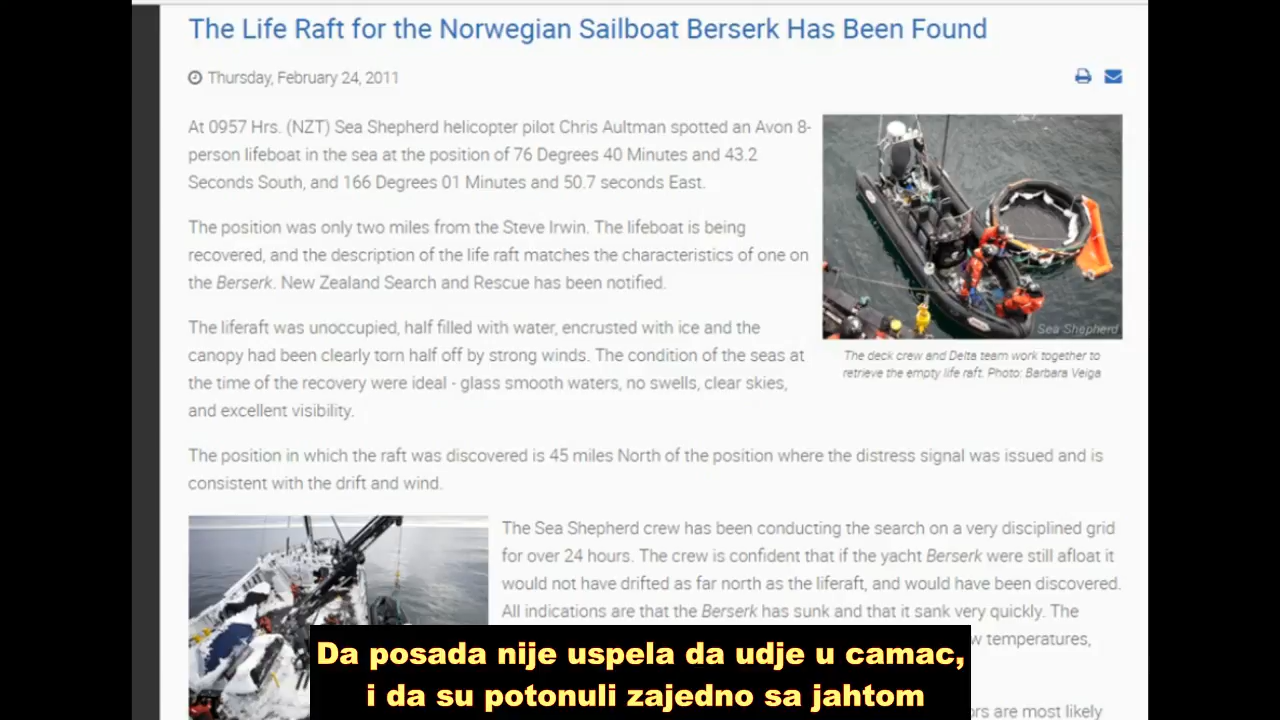 The Life Raft for the Norwegian Sailboat Berserk Has Been Found
Thursday, February 24, 2011
At 0957 Hrs. (NZT) Sea Shepherd helicopter pilot Chris Aultman spotted an Avon 8-
person lifeboat in the sea at the position of 76 Degrees 40 Minutes and 43.2
Seconds South, and 166 Degrees 01 Minutes and 50.7 seconds East.
The position was only two miles from the Steve Irwin. The lifeboat is being
recovered, and the description of the life raft matches the characteristics of one on
the Berserk. New Zealand Search and Rescue has been notified.
The liferaft was unoccupied, half filled with water, encrusted with ice and the
canopy had been clearly torn half off by strong winds. The condition of the seas at
the time of the recovery were ideal - glass smooth waters, no swells, clear skies,
and excellent visibility.
Sea Shepherd
The deck crew and Delta team work together to
retrieve the empty life raft. Photo: Barbara Veiga
The position in which the raft was discovered is 45 miles North of the position where the distress signal was issued and is
consistent with the drift and wind.
The Sea Shepherd crew has been conducting the search on a very disciplined grid
for over 24 hours. The crew is confident that if the yacht Berserk were still afloat it
would not have drifted as far north as the liferaft, and would have been discovered.
All indications are that the Berserk has sunk and that it sank very quickly. The
temperatures,
are most likely
Da posada nije uspela da udje u camac,
i da su potonuli zajedno sa jahtom